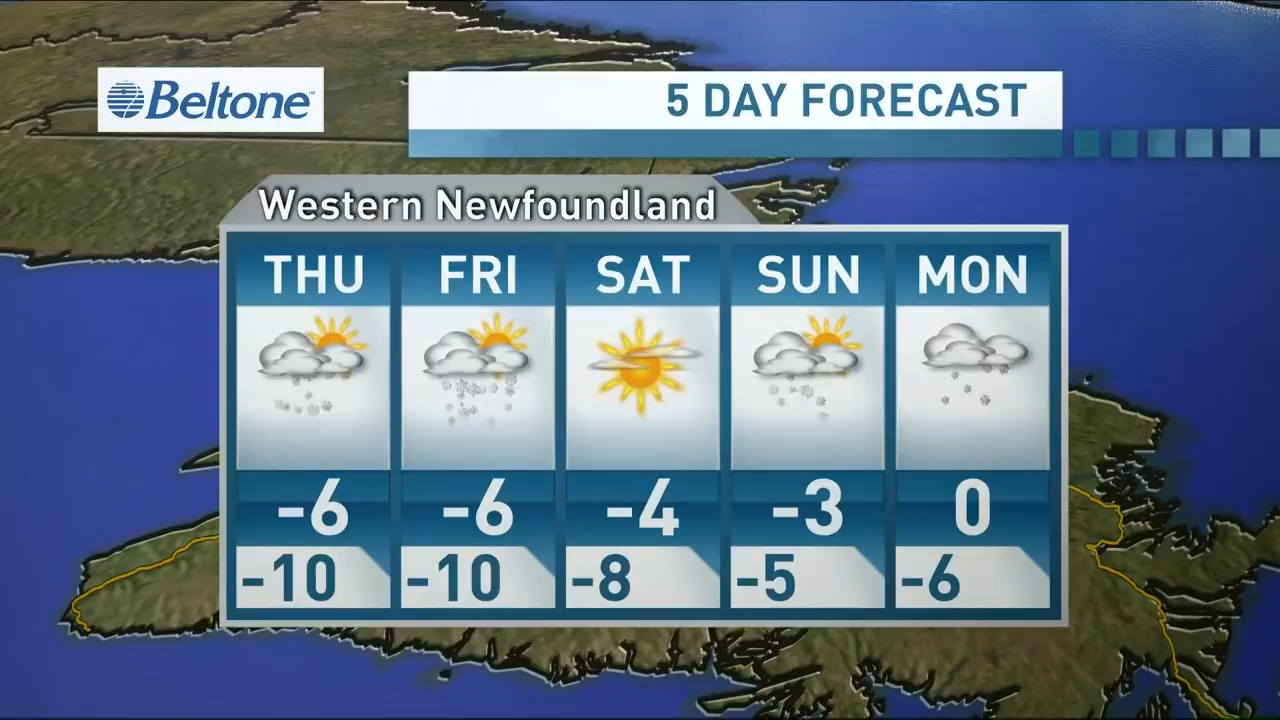 Beltone™
5 DAY FORECAST
Western Newfoundland
THU FRI SAT SUN MON
-6 -6 -4 -3 0
-10 -10 -8 -5 -6